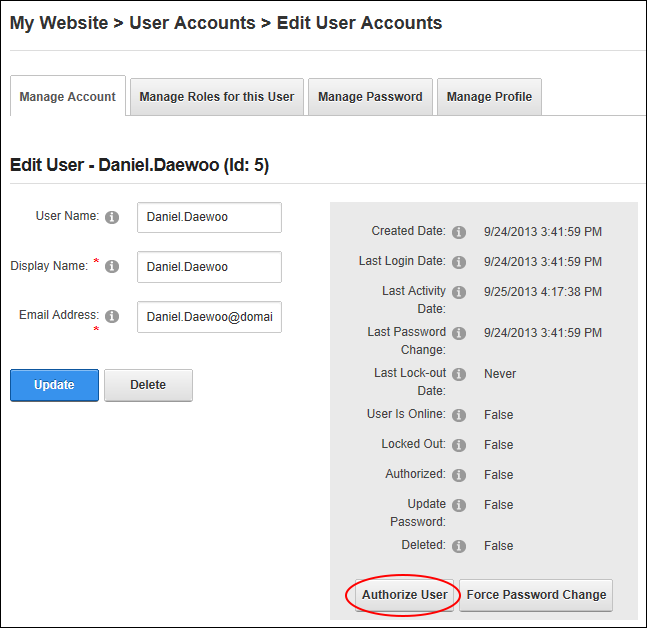 My Website > User Accounts > Edit User Accounts
Manage Account Manage Roles for this User Manage Password Manage Profile
Edit User - Daniel.Daewoo (Id: 5)
User Name: Daniel.Daewoo
Display Name: * Daniel.Daewoo
Email Address: * Daniel.Daewoo@domai
Update Delete
Created Date: 9/24/2013 3:41:59 PM
Last Login Date: 9/24/2013 3:41:59 PM
Last Activity Date: 9/25/2013 4:17:38 PM
Last Password Change: 9/24/2013 3:41:59 PM
Last Lock-out Date: Never
User Is Online: False
Locked Out: False
Authorized: False
Update Password: False
Deleted: False
Authorize User Force Password Change